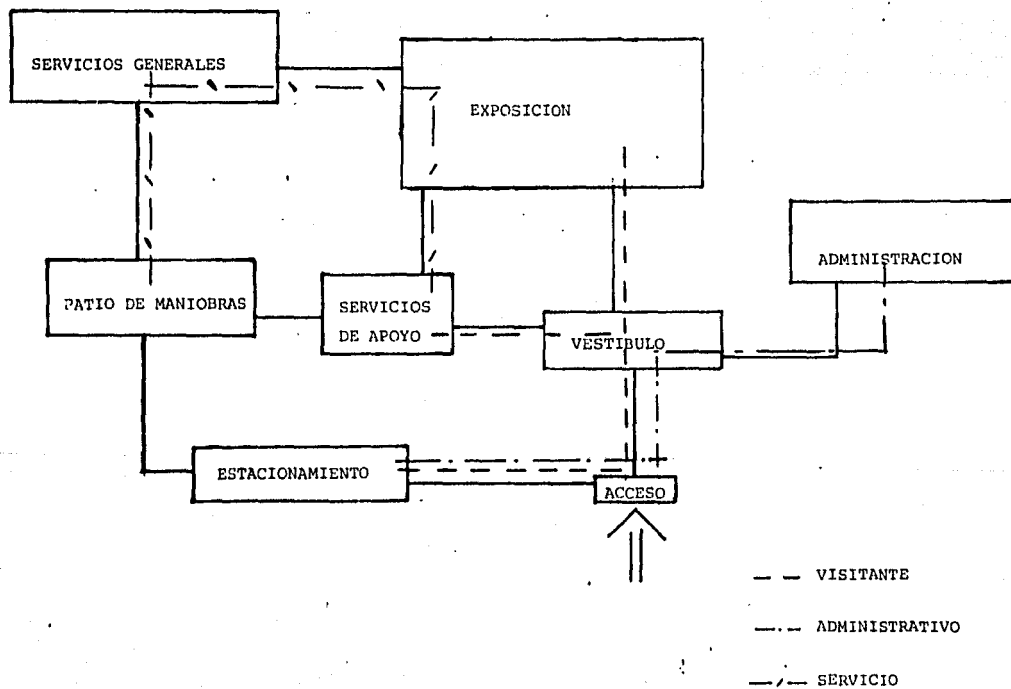 SERVICIOS GENERALES
EXPOSICION
ADMINISTRACION
PATIO DE MANIOBRAS
SERVICIOS
DE APOYO
VESTIBULO
ESTACIONAMIENTO
ACCESO
VISITANTE
ADMINISTRATIVO
SERVICIO